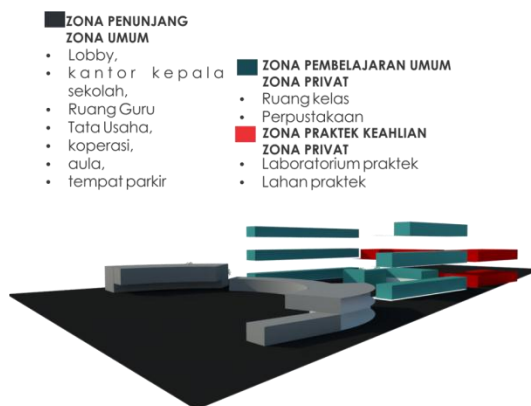 ZONA PENUNJANG
ZONA UMUM
• Lobby,
• kantor kepala
sekolah,
• Ruang Guru
• Tata Usaha,
• koperasi,
• aula,
• tempat parkir
ZONA PEMBELAJARAN UMUM
ZONA PRIVAT
• Ruang kelas
• Perpustakaan
ZONA PRAKTEK KEAHLIAN
ZONA PRIVAT
• Laboratorium praktek
• Lahan praktek